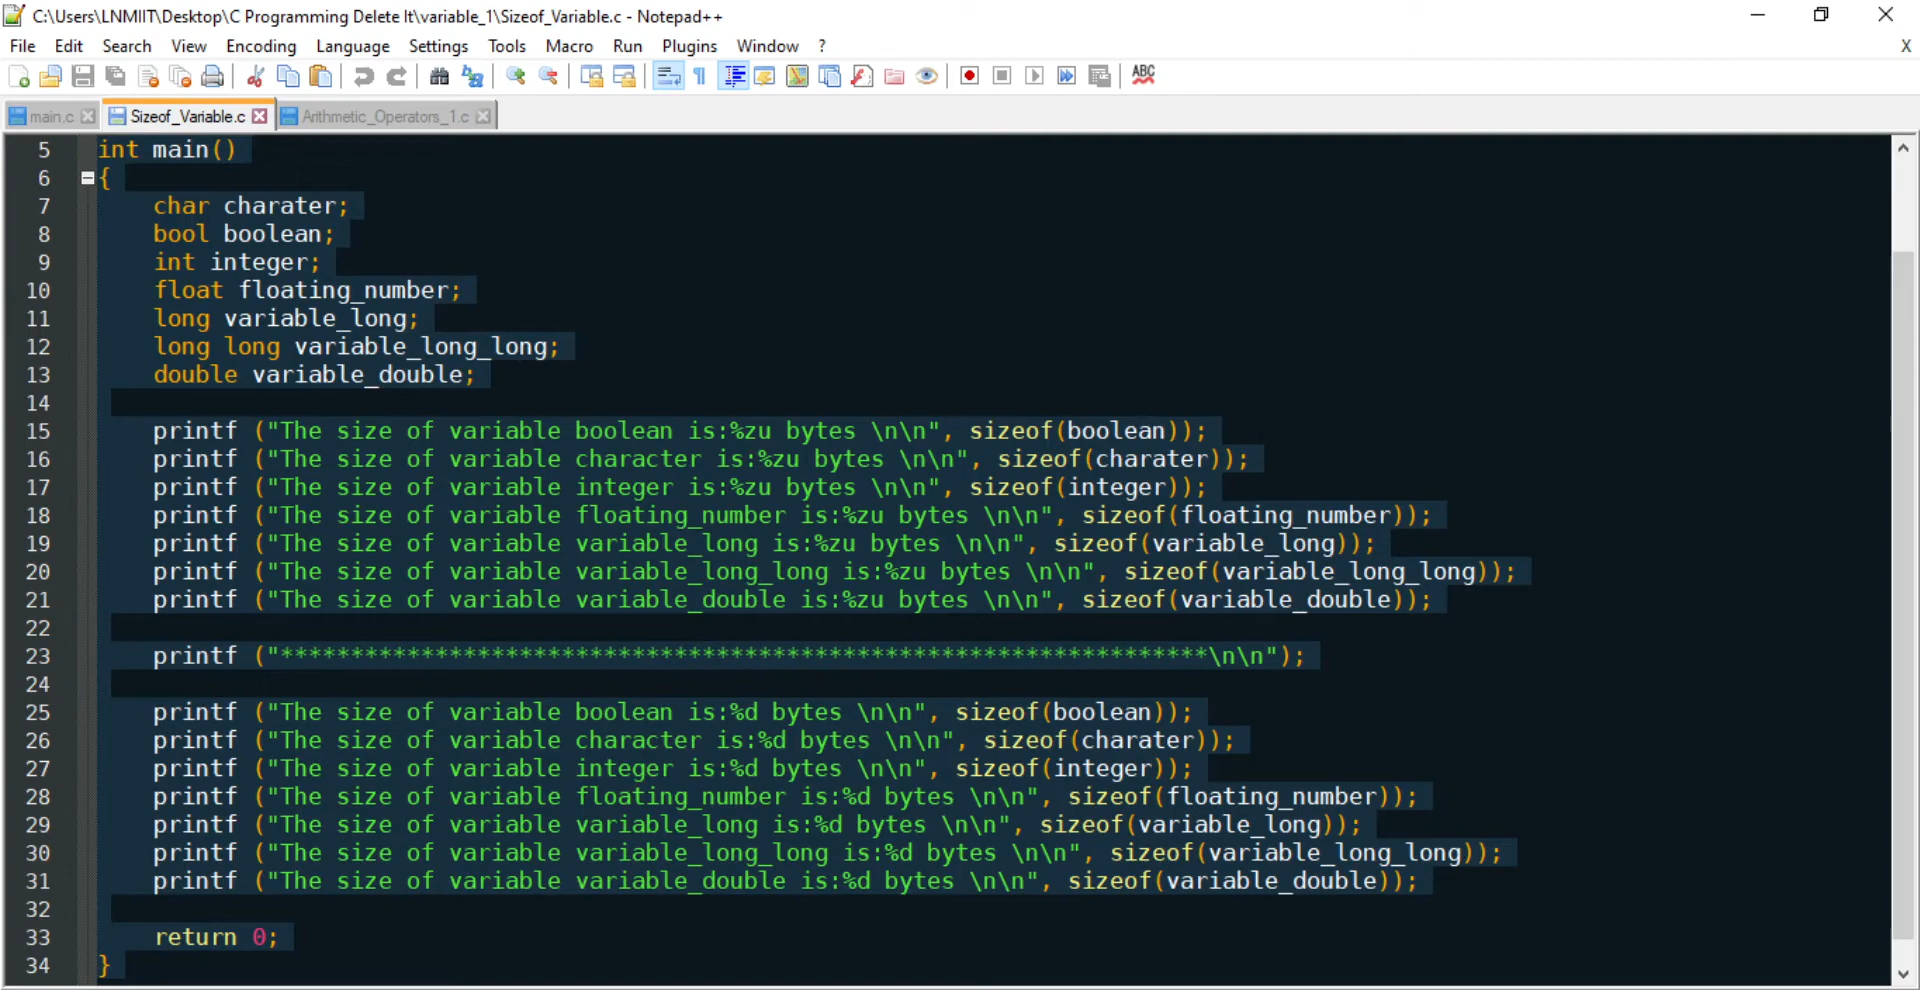 C:\Users\LNMIIT\Desktop\C Programming Delete It\variable_1\Sizeof_Variable.c - Notepad++
File Edit Search View Encoding Language Settings Tools Macro Run Plugins Window ? X
ABC
main.c Sizeof_Variable.c Arithmetic_Operators_1.c
5 int main()
6 {
7 char charater;
8 bool boolean;
9 int integer;
10 float floating_number;
11 long variable_long;
12 long long variable_long_long;
13 double variable_double;
14
15 printf ("The size of variable boolean is:%zu bytes \n\n", sizeof(boolean));
16 printf ("The size of variable character is:%zu bytes \n\n", sizeof(charater));
17 printf ("The size of variable integer is:%zu bytes \n\n", sizeof(integer));
18 printf ("The size of variable floating_number is:%zu bytes \n\n", sizeof(floating_number));
19 printf ("The size of variable variable_long is:%zu bytes \n\n", sizeof(variable_long));
20 printf ("The size of variable variable_long_long is:%zu bytes \n\n", sizeof(variable_long_long));
21 printf ("The size of variable variable_double is:%zu bytes \n\n", sizeof(variable_double));
22
23 printf ("******************************************************************\n\n");
24
25 printf ("The size of variable boolean is:%d bytes \n\n", sizeof(boolean));
26 printf ("The size of variable character is:%d bytes \n\n", sizeof(charater));
27 printf ("The size of variable integer is:%d bytes \n\n", sizeof(integer));
28 printf ("The size of variable floating_number is:%d bytes \n\n", sizeof(floating_number));
29 printf ("The size of variable variable_long is:%d bytes \n\n", sizeof(variable_long));
30 printf ("The size of variable variable_long_long is:%d bytes \n\n", sizeof(variable_long_long));
31 printf ("The size of variable variable_double is:%d bytes \n\n", sizeof(variable_double));
32
33 return 0;
34 }